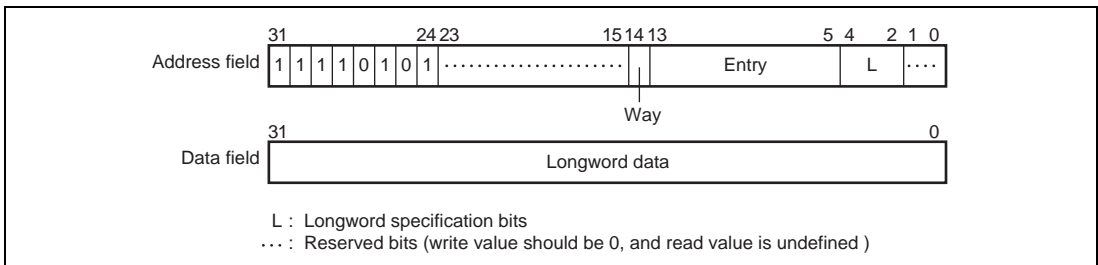 31 24 23 15 14 13 5 4 2 1 0
Address field 1 1 1 1 0 1 0 1 ······················ Entry L ····
Way
31 0
Data field Longword data
L : Longword specification bits
··· : Reserved bits (write value should be 0, and read value is undefined )